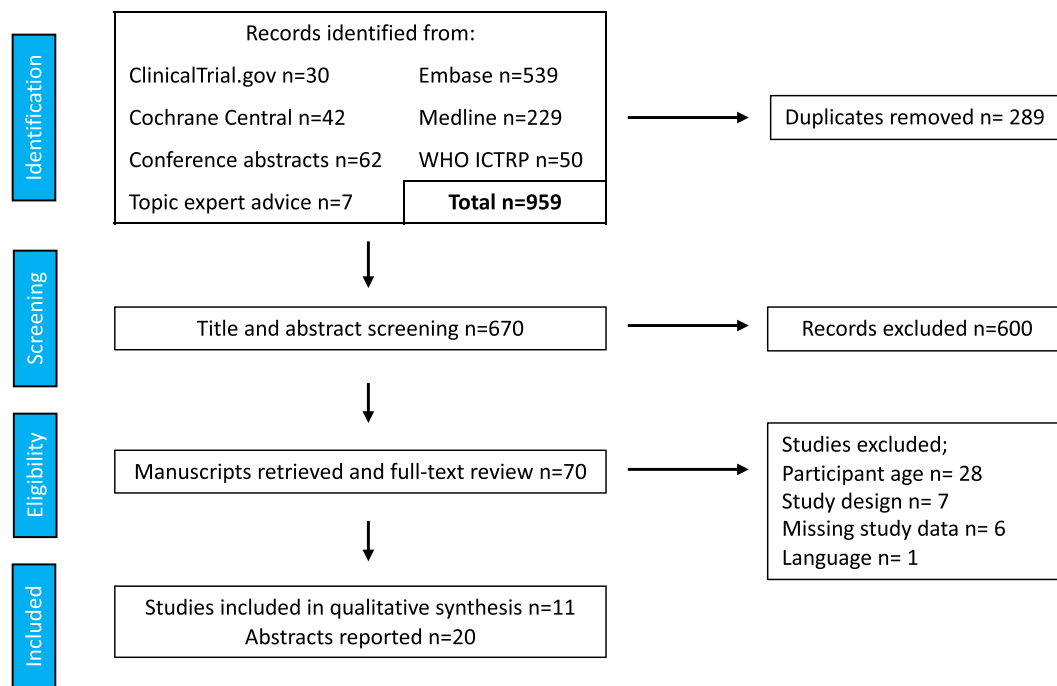 Identification
Records identified from:
ClinicalTrial.gov n=30
Embase n=539
Cochrane Central n=42
Medline n=229
Conference abstracts n=62
WHO ICTRP n=50
Topic expert advice n=7
Total n=959
Duplicates removed n= 289
Screening
Title and abstract screening n=670
Records excluded n=600
Eligibility
Manuscripts retrieved and full-text review n=70
Studies excluded;
Participant age n= 28
Study design n= 7
Missing study data n= 6
Language n= 1
Included
Studies included in qualitative synthesis n=11
Abstracts reported n=20